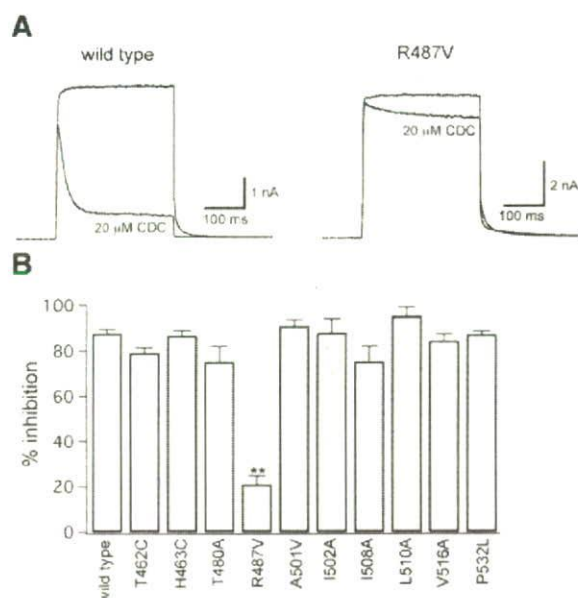 A
wild type
R487V
20 µM CDC
1 nA
100 ms
20 µM CDC
2 nA
100 ms
B
% inhibition
100
80
60
40
20
0
**
wild type
T462C
H463C
T480A
R487V
A501V
I502A
I508A
L510A
V516A
P532L